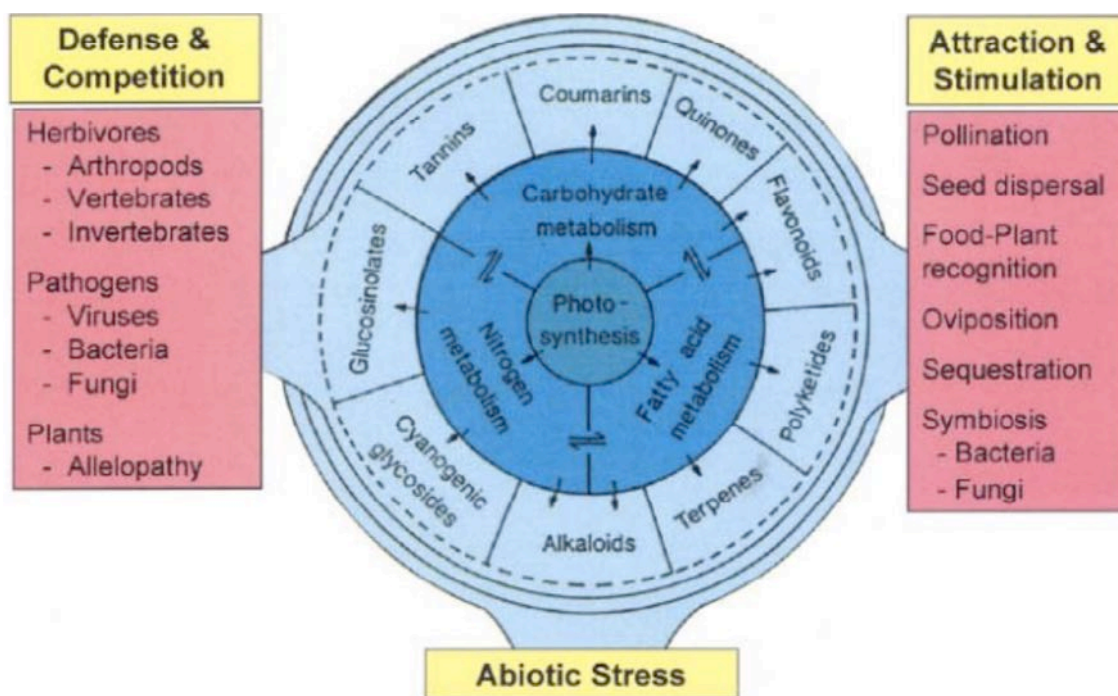 Defense &
Competition
Herbivores
- Arthropods
- Vertebrates
- Invertebrates
Pathogens
- Viruses
- Bacteria
- Fungi
Plants
- Allelopathy
Coumarins
Quinones
Flavonoids
Polyketides
Terpenes
Alkaloids
Cyanogenic
glycosides
Glucosinolates
Tannins
Carbohydrate
metabolism
Fatty acid
metabolism
Nitrogen
metabolism
Photo-
synthesis
Attraction &
Stimulation
Pollination
Seed dispersal
Food-Plant
recognition
Oviposition
Sequestration
Symbiosis
- Bacteria
- Fungi
Abiotic Stress